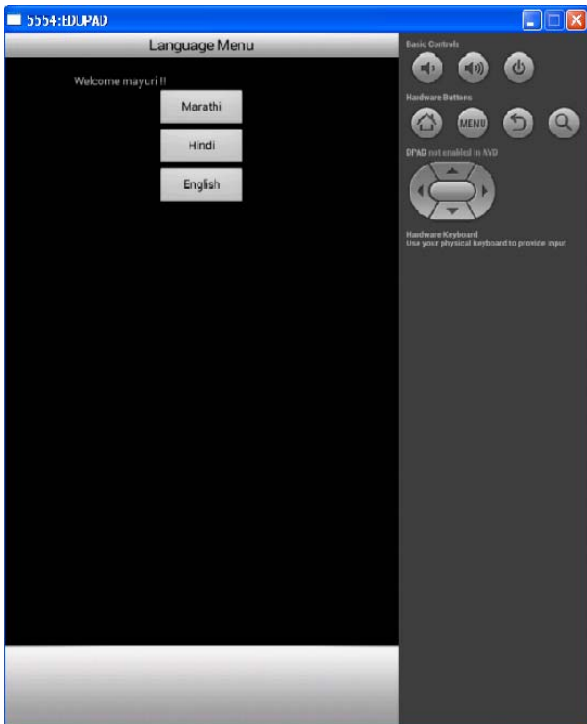 5554:EDUPAD
Language Menu
Welcome mayuri !!
Marathi
Hindi
English
Basic Controls
Hardware Buttons
MENU
DPAD not enabled in AVD
Hardware Keyboard
Use your physical keyboard to provide input